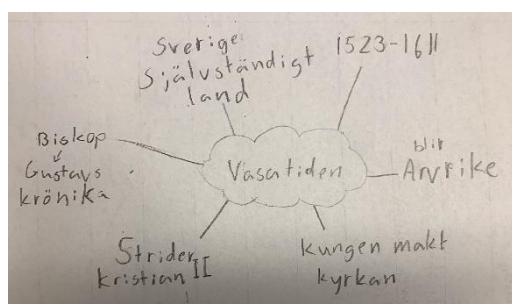 Sverige
Självständigt
land
1523-1611
Biskop
Gustavs
krönika
Vasatiden
blir
Arvrike
Strider
kristian II
kungen makt
kyrkan